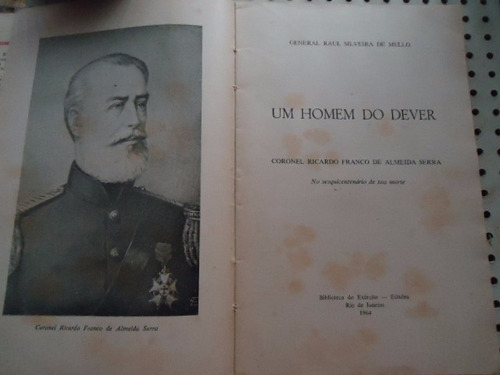 Coronel Ricardo Franco de Almeida Serra
GENERAL RAUL SILVEIRA DE MELLO
UM HOMEM DO DEVER
CORONEL RICARDO FRANCO DE ALMEIDA SERRA
No sesquicentenário de sua morte
Biblioteca do Exército — Editôra
Rio de Janeiro
1964